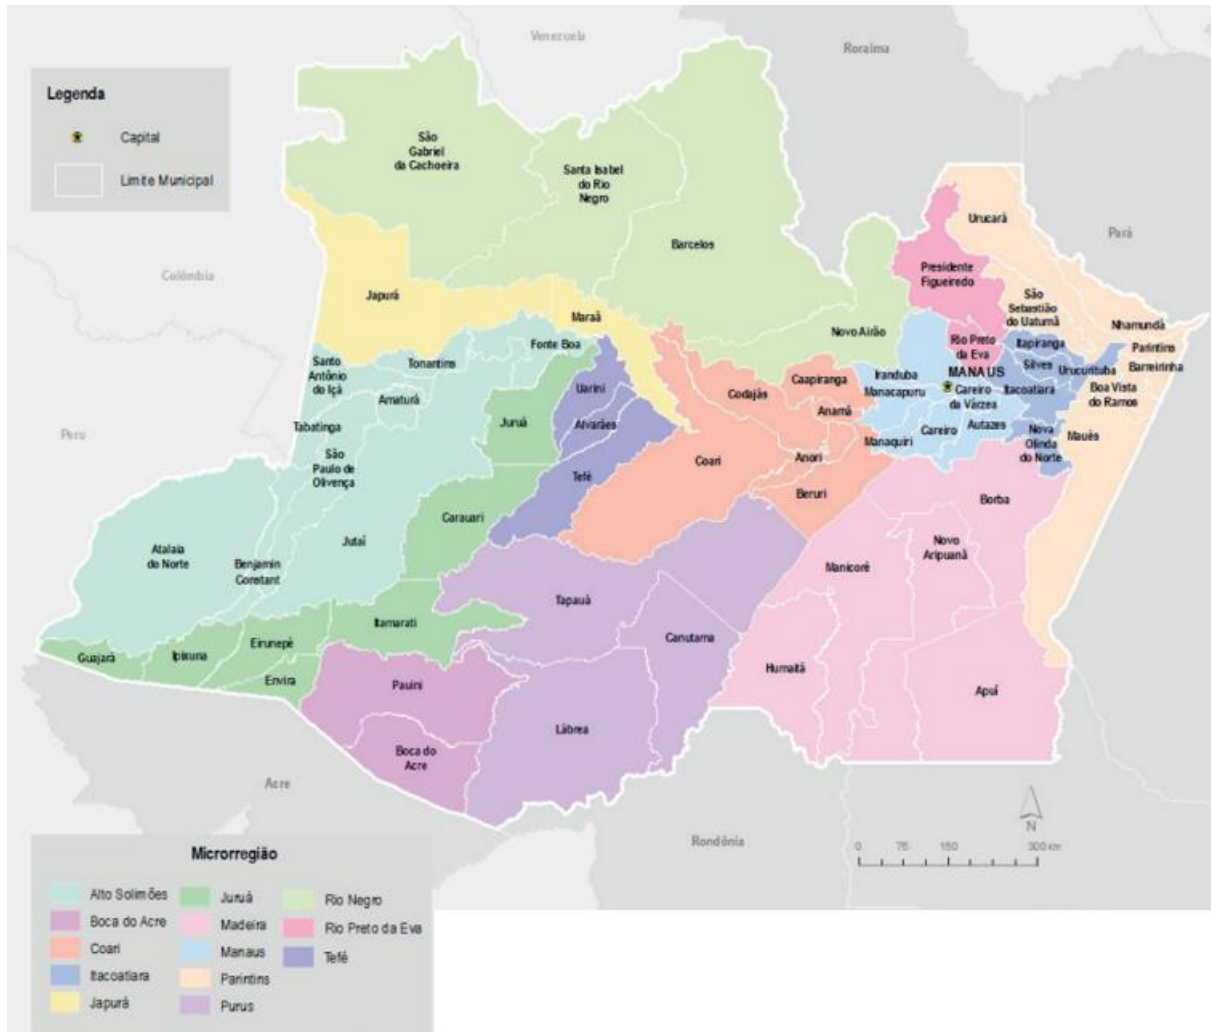 Venezuela
Roraima
Legenda
Capital
Limite Municipal
São
Gabriel
da Cachoeira
Santa Isabel
do Rio
Negro
Barcelos
Urucará
Pará
Colômbia
Japurá
Presidente
Figueiredo
São
Sebastião
do Uatumã
Maraã
Novo Airão
Nhamundá
Fonte Boa
Rio Preto
da Eva
Itapiranga
Parintins
Santo
Antônio
do Içá
Tonantins
Silves
Urucurituba
Barreirinha
MANAUS
Iranduba
Caapiranga
Uarini
Amaturá
Codajás
Manacapuru
Careiro
da Várzea
Itacoatiara
Boa Vista
do Ramos
Anamã
Juruá
Alvarães
Tabatinga
Peru
Careiro
Autazes
Nova
Olinda
do Norte
Maués
Manaquiri
São
Paulo de
Olivença
Anori
Coari
Tefé
Beruri
Borba
Carauari
Jutaí
Atalaia
do Norte
Benjamin
Constant
Novo
Aripuanã
Manicoré
Tapauá
Itamarati
Canutama
Eirunepé
Ipixuna
Guajará
Humaitá
Envira
Pauini
Apuí
Lábrea
Boca do
Acre
Acre
Rondônia
N
0 75 150 300 Km
Microrregião
Alto Solimões
Juruá
Rio Negro
Boca do Acre
Madeira
Rio Preto da Eva
Coari
Manaus
Tefé
Itacoatiara
Parintins
Japurá
Purus